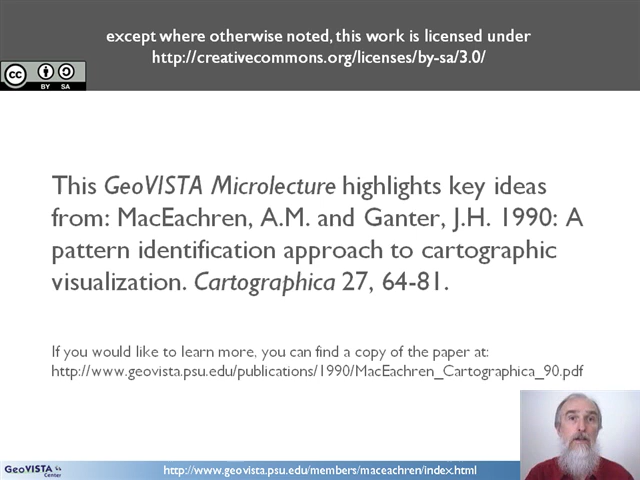 except where otherwise noted, this work is licensed under
http://creativecommons.org/licenses/by-sa/3.0/
cc
BY SA
This GeoVISTA Microlecture highlights key ideas
from: MacEachren, A.M. and Ganter, J.H. 1990: A
pattern identification approach to cartographic
visualization. Cartographica 27, 64-81.
If you would like to learn more, you can find a copy of the paper at:
http://www.geovista.psu.edu/publications/1990/MacEachren_Cartographica_90.pdf
GeoVISTA
Center
http://www.geovista.psu.edu/members/maceachren/index.html